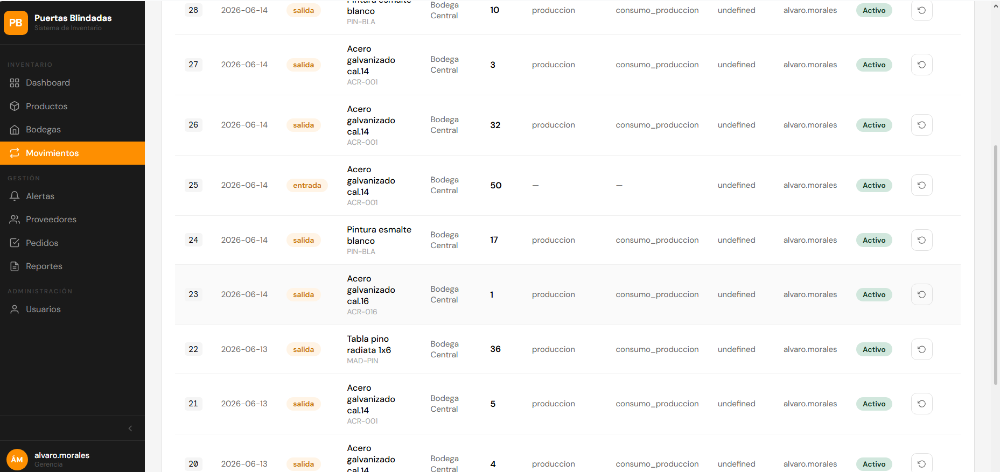 PB
Puertas Blindadas
Sistema de Inventario
INVENTARIO
Dashboard
Productos
Bodegas
Movimientos
GESTIÓN
Alertas
Proveedores
Pedidos
Reportes
ADMINISTRACIÓN
Usuarios
ÁM
alvaro.morales
Gerencia
28 2026-06-14 salida Pintura esmalte blanco PIN-BLA Bodega Central 10 produccion consumo_produccion undefined alvaro.morales Activo
27 2026-06-14 salida Acero galvanizado cal.14 ACR-001 Bodega Central 3 produccion consumo_produccion undefined alvaro.morales Activo
26 2026-06-14 salida Acero galvanizado cal.14 ACR-001 Bodega Central 32 produccion consumo_produccion undefined alvaro.morales Activo
25 2026-06-14 entrada Acero galvanizado cal.14 ACR-001 Bodega Central 50 — — undefined alvaro.morales Activo
24 2026-06-14 salida Pintura esmalte blanco PIN-BLA Bodega Central 17 produccion consumo_produccion undefined alvaro.morales Activo
23 2026-06-14 salida Acero galvanizado cal.16 ACR-016 Bodega Central 1 produccion consumo_produccion undefined alvaro.morales Activo
22 2026-06-13 salida Tabla pino radiata 1x6 MAD-PIN Bodega Central 36 produccion consumo_produccion undefined alvaro.morales Activo
21 2026-06-13 salida Acero galvanizado cal.14 ACR-001 Bodega Central 5 produccion consumo_produccion undefined alvaro.morales Activo
20 2026-06-13 salida Acero galvanizado cal.14 Bodega Central 4 produccion consumo_produccion undefined alvaro.morales Activo